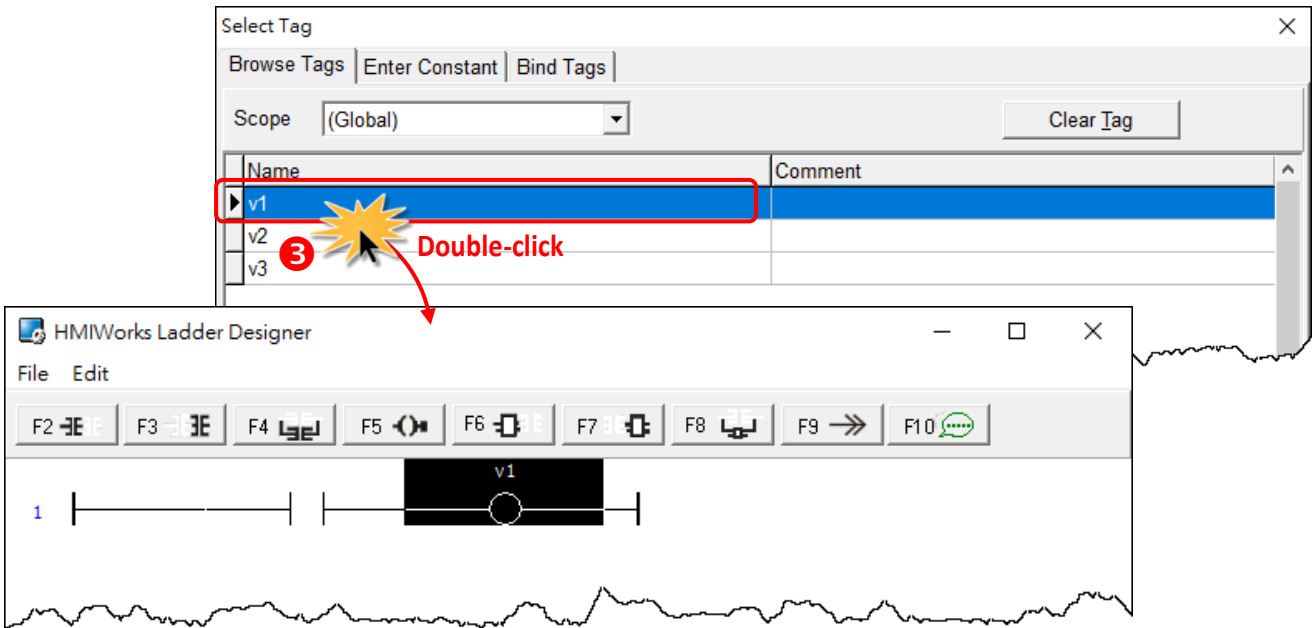 Select Tag
Browse Tags Enter Constant Bind Tags
Scope (Global) Clear Tag
Name Comment
v1
v2
❸ Double-click
v3
HMIWorks Ladder Designer
File Edit
F2 F3 F4 F5 F6 F7 F8 F9 F10
v1
1